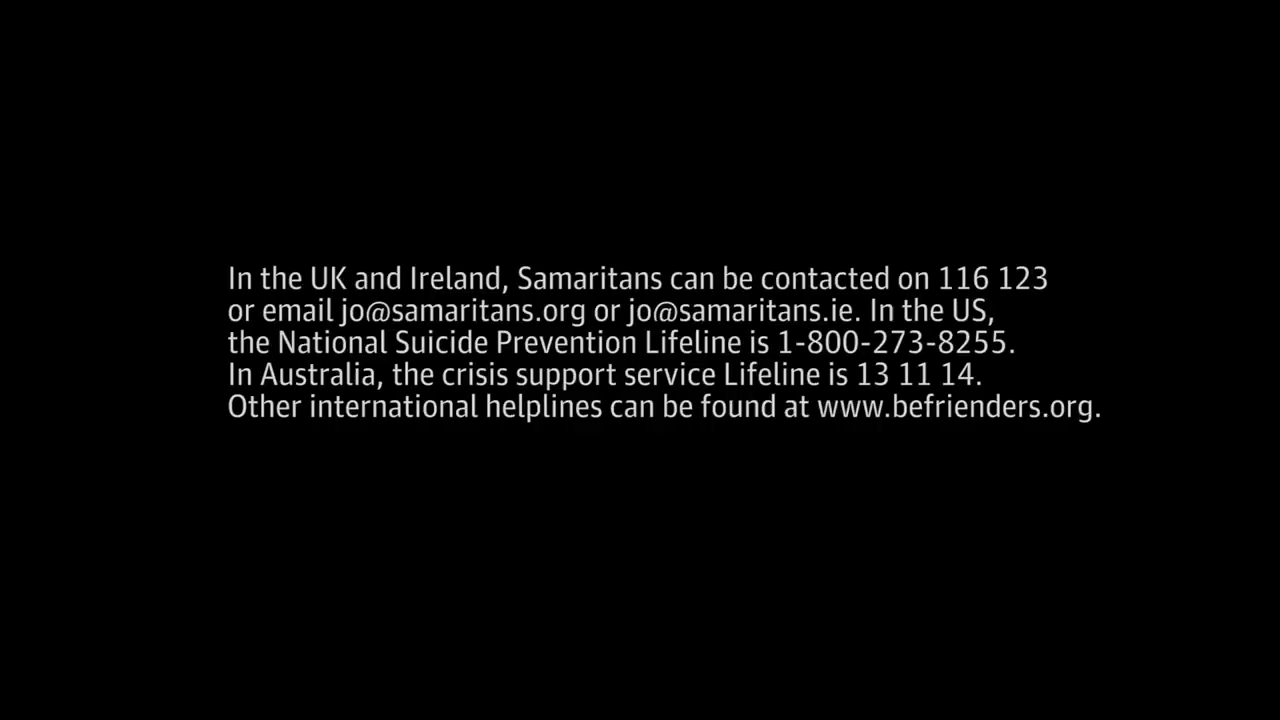 In the UK and Ireland, Samaritans can be contacted on 116 123
or email jo@samaritans.org or jo@samaritans.ie. In the US,
the National Suicide Prevention Lifeline is 1-800-273-8255.
In Australia, the crisis support service Lifeline is 13 11 14.
Other international helplines can be found at www.befrienders.org.